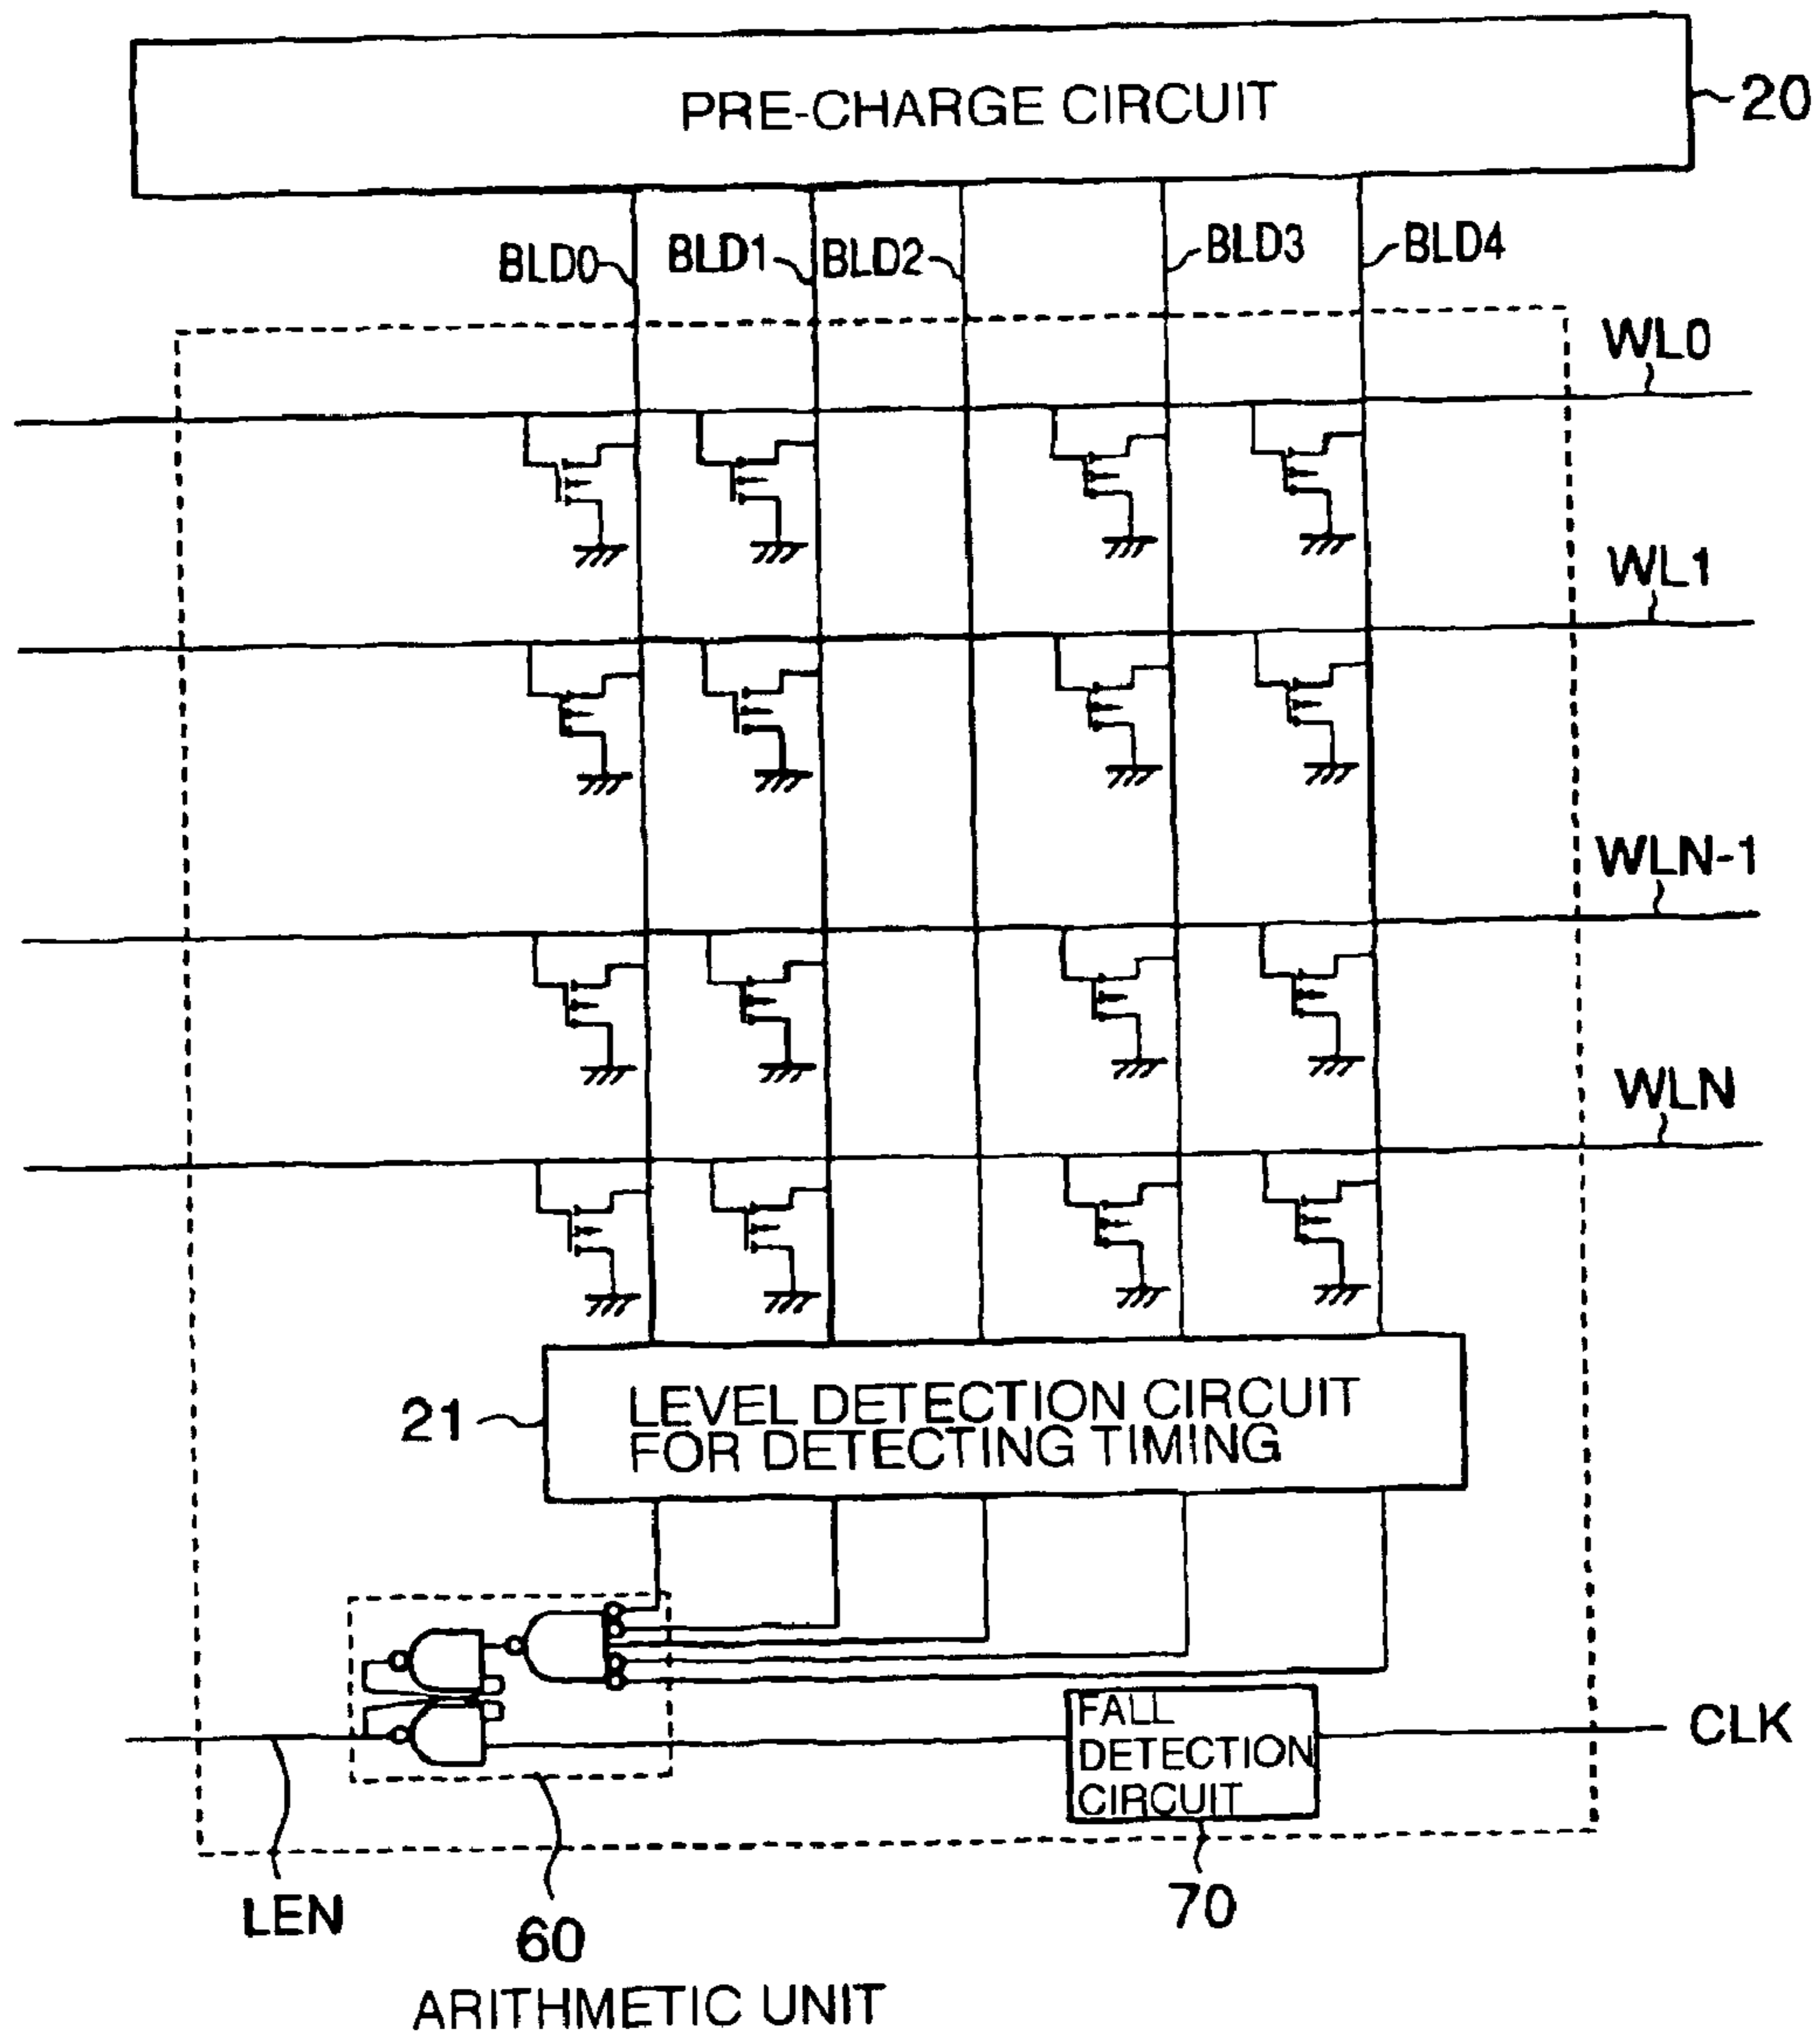 PRE-CHARGE CIRCUIT
20
BLD0
BLD1
BLD2
BLD3
BLD4
WL0
WL1
WLN-1
WLN
21
LEVEL DETECTION CIRCUIT
FOR DETECTING TIMING
FALL
DETECTION
CIRCUIT
CLK
LEN
60
70
ARITHMETIC UNIT